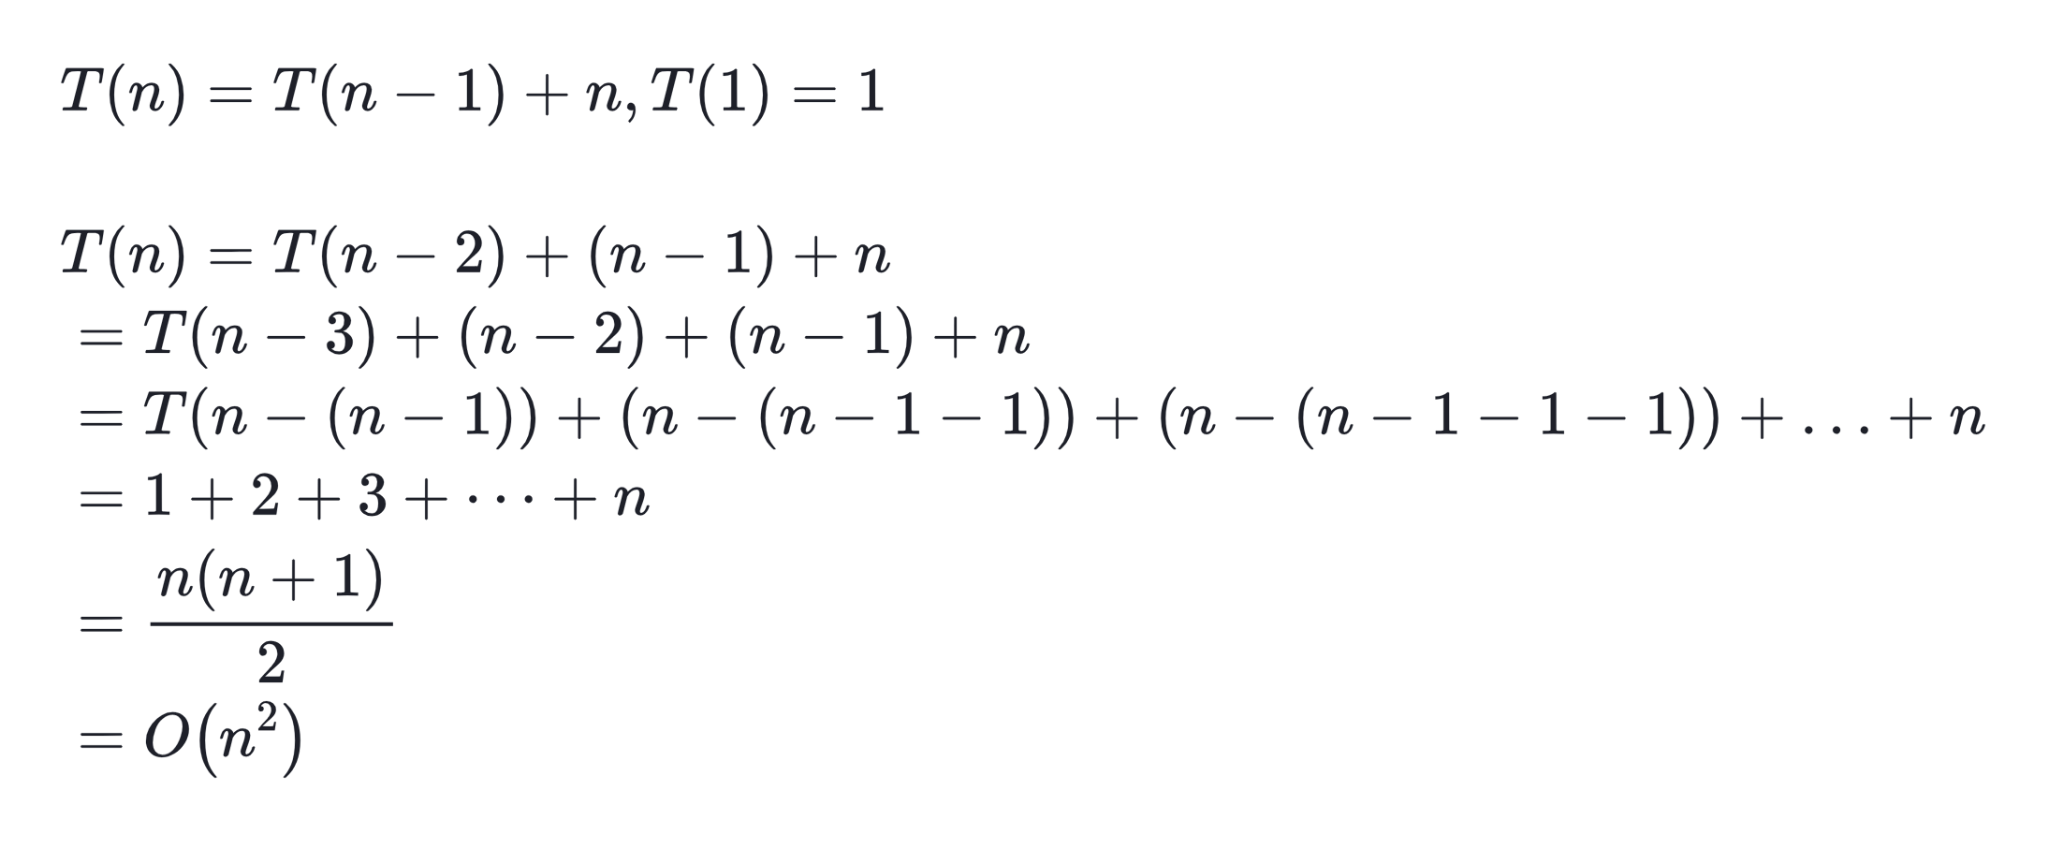 T(n) = T(n − 1) + n, T(1) = 1
T(n) = T(n − 2) + (n − 1) + n
= T(n − 3) + (n − 2) + (n − 1) + n
= T(n − (n − 1)) + (n − (n − 1 − 1)) + (n − (n − 1 − 1 − 1)) + . . . + n
= 1 + 2 + 3 + ⋯ + n
= \frac{n(n + 1)}{2}
= O(n²)